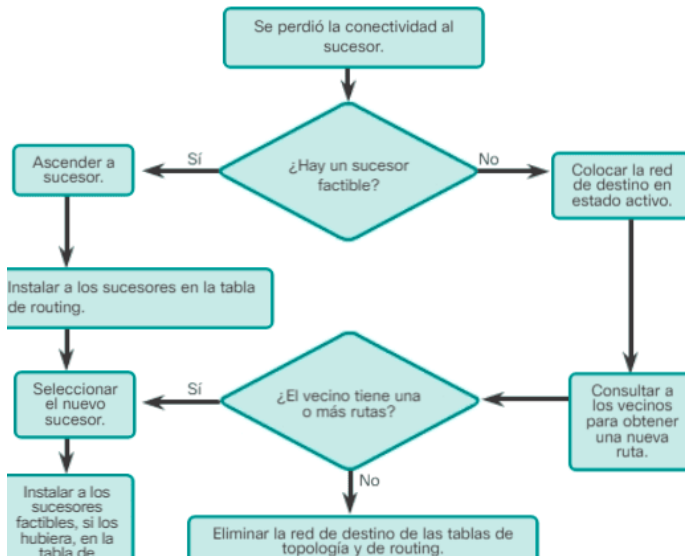 Se perdió la conectividad al
sucesor.
Sí
No
Ascender a
sucesor.
¿Hay un sucesor
factible?
Colocar la red
de destino en
estado activo.
Instalar a los sucesores en la tabla
de routing.
Seleccionar
el nuevo
sucesor.
Sí
¿El vecino tiene una
o más rutas?
Consultar a
los vecinos
para obtener
una nueva
ruta.
No
Instalar a los
sucesores
factibles, si los
hubiera, en la
tabla de
Eliminar la red de destino de las tablas de
topología y de routing.